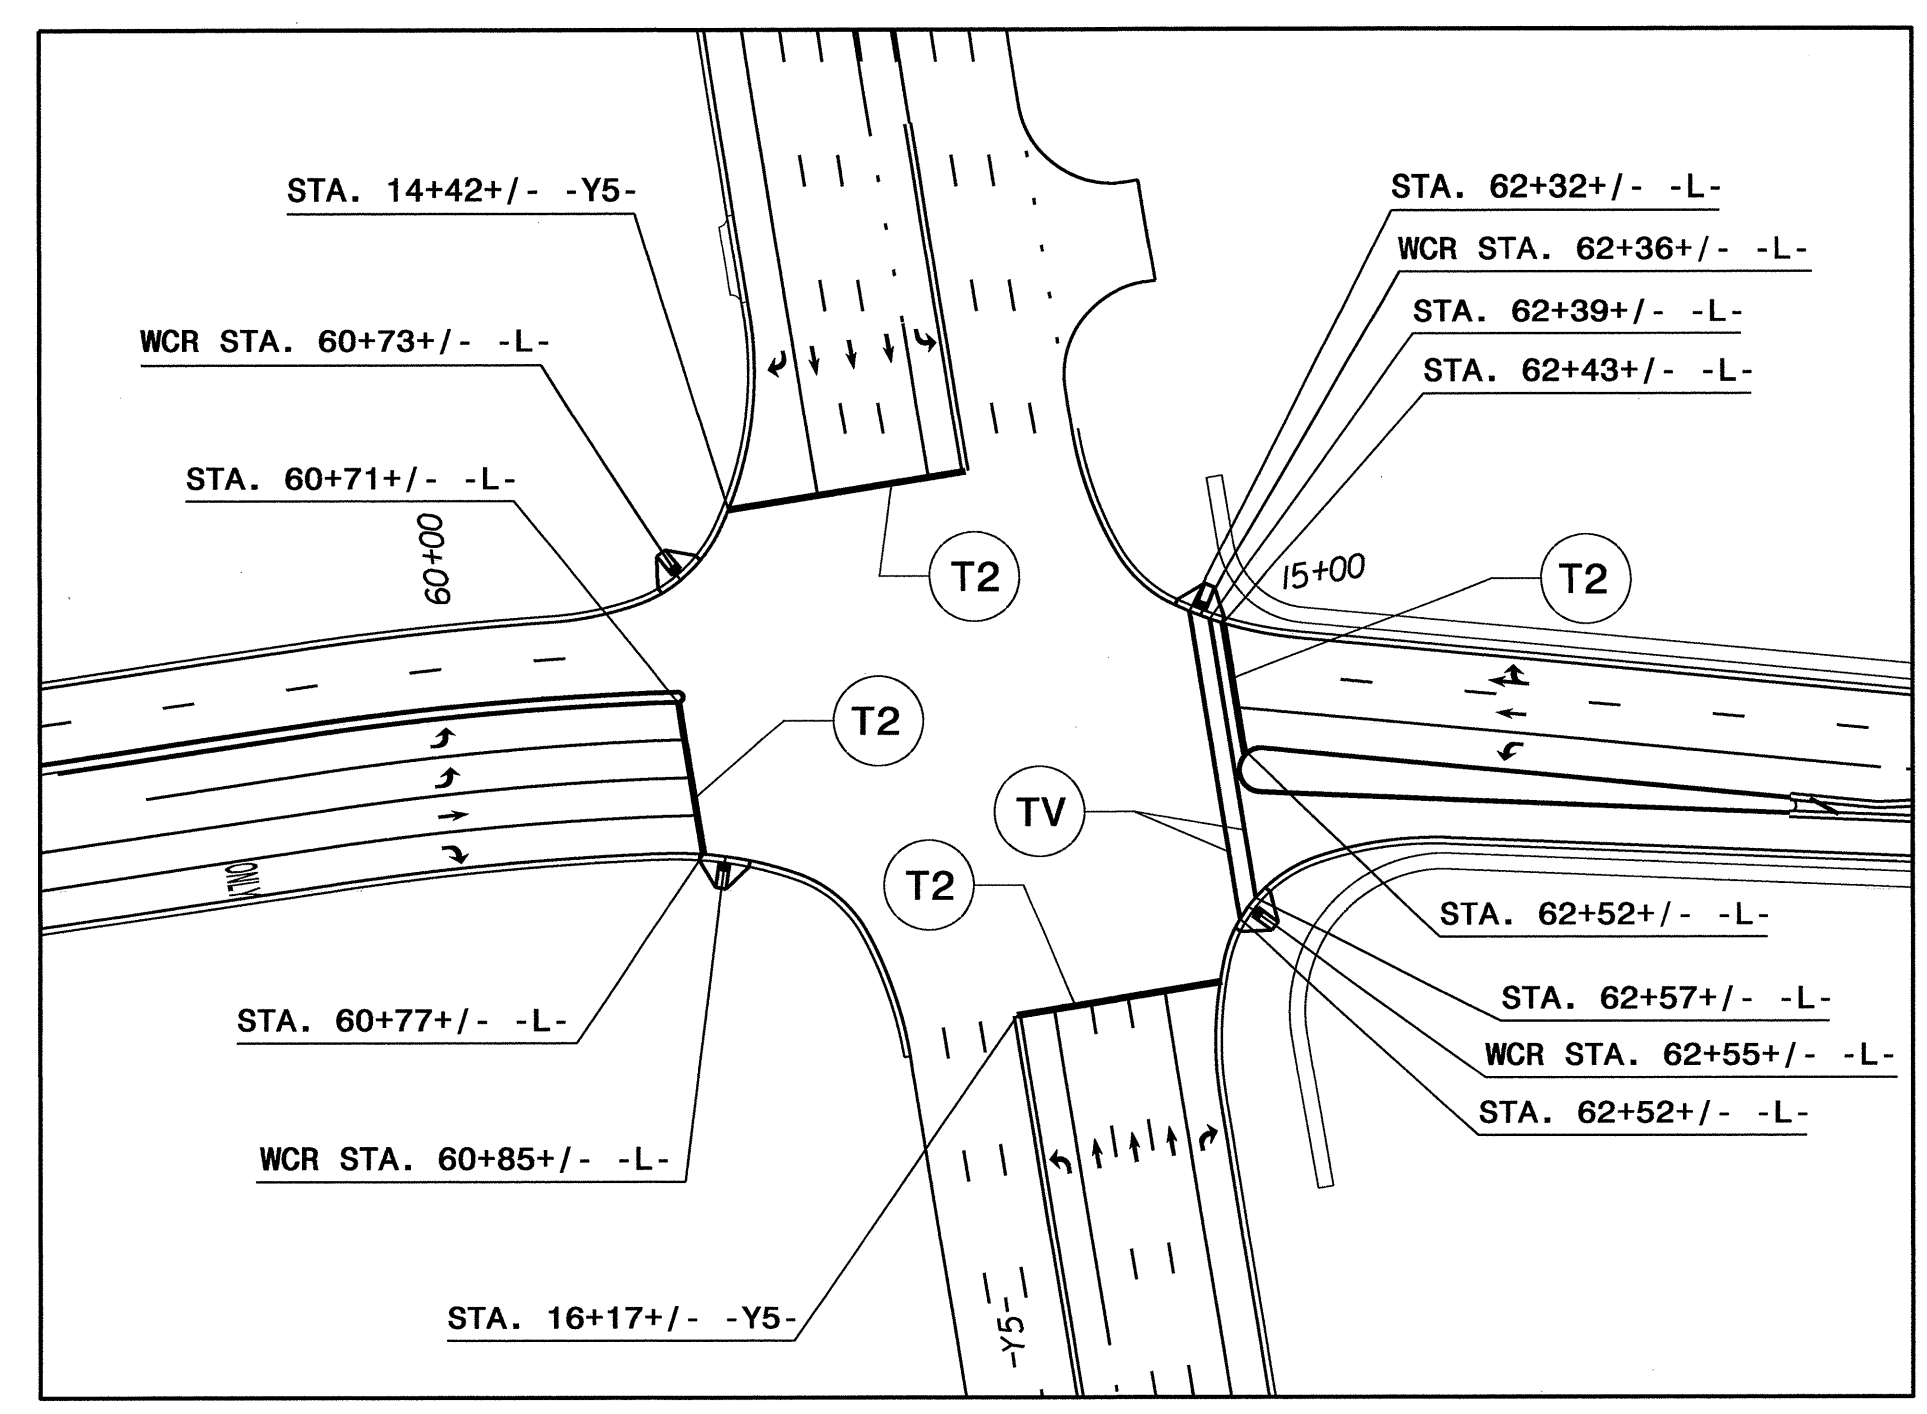 STA. 14+42+/- -Y5-
WCR STA. 60+73+/- -L-
STA. 60+71+/- -L-
60+00
STA. 62+32+/- -L-
WCR STA. 62+36+/- -L-
STA. 62+39+/- -L-
STA. 62+43+/- -L-
T2
15+00
T2
T2
TV
T2
ONLY
STA. 62+52+/- -L-
STA. 62+57+/- -L-
WCR STA. 62+55+/- -L-
STA. 62+52+/- -L-
STA. 60+77+/- -L-
WCR STA. 60+85+/- -L-
STA. 16+17+/- -Y5-
-Y5-